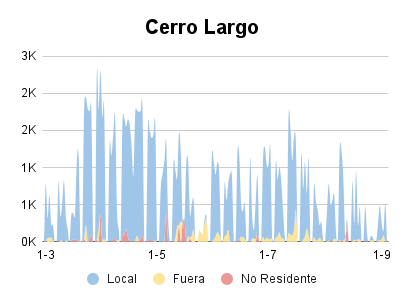 Cerro Largo
3K
2K
2K
1K
1K
0K
1-3 1-5 1-7 1-9
Local Fuera No Residente